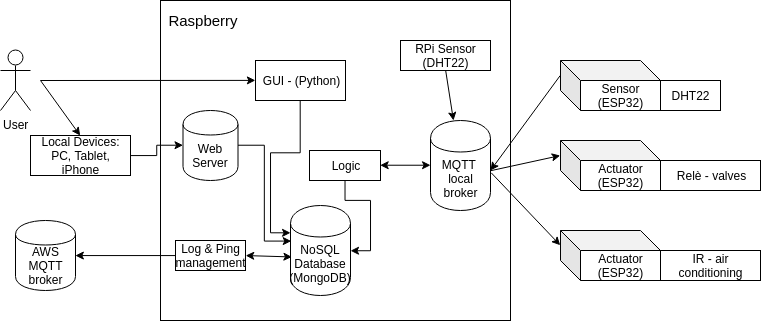 Raspberry
RPi Sensor
(DHT22)
GUI - (Python)
Sensor
(ESP32)
DHT22
User
Local Devices:
PC, Tablet,
iPhone
Web
Server
Logic
MQTT
local
broker
Actuator
(ESP32)
Relè - valves
AWS
MQTT
broker
Log & Ping
management
NoSQL
Database
(MongoDB)
Actuator
(ESP32)
IR - air
conditioning